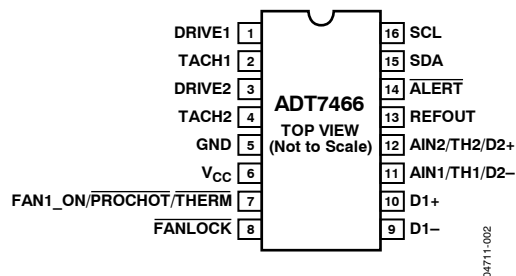 DRIVE1 1
TACH1 2
DRIVE2 3
TACH2 4
GND 5
VCC 6
FAN1_ON/PROCHOT/THERM 7
FANLOCK 8
ADT7466
TOP VIEW
(Not to Scale)
16 SCL
15 SDA
14 ALERT
13 REFOUT
12 AIN2/TH2/D2+
11 AIN1/TH1/D2–
10 D1+
9 D1–
04711-002